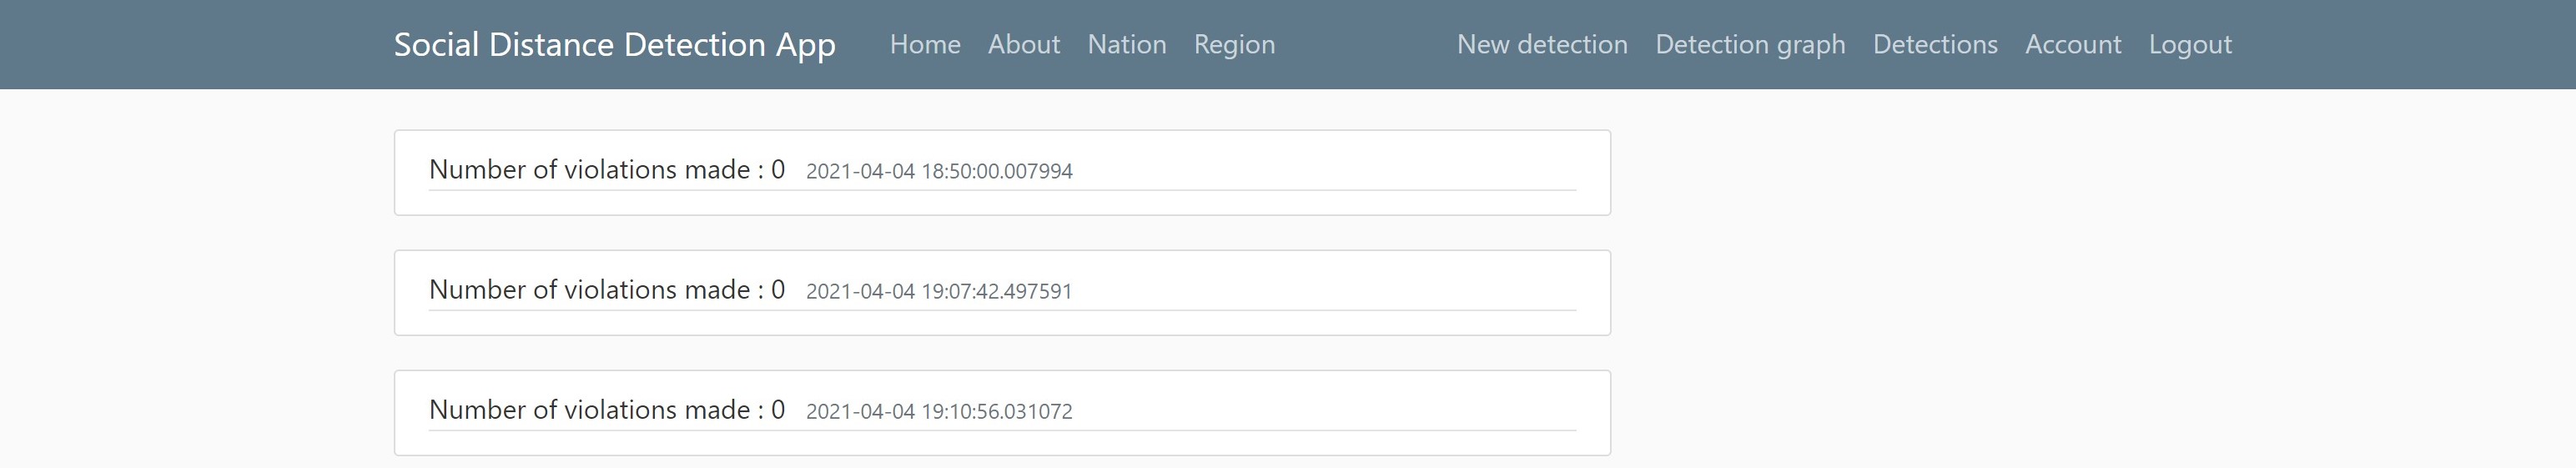 Social Distance Detection App Home About Nation Region New detection Detection graph Detections Account Logout
Number of violations made : 0 2021-04-04 18:50:00.007994
Number of violations made : 0 2021-04-04 19:07:42.497591
Number of violations made : 0 2021-04-04 19:10:56.031072